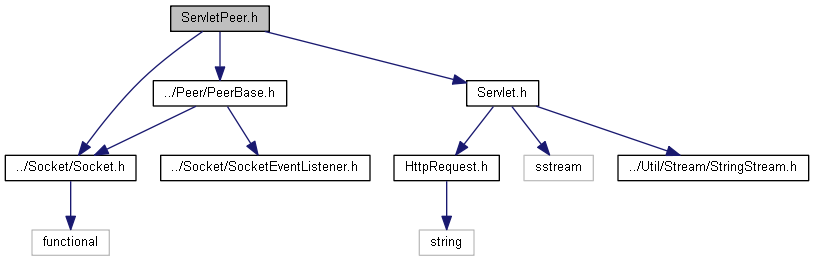 ServletPeer.h
../Peer/PeerBase.h
Servlet.h
../Socket/Socket.h
../Socket/SocketEventListener.h
HttpRequest.h
sstream
../Util/Stream/StringStream.h
functional
string